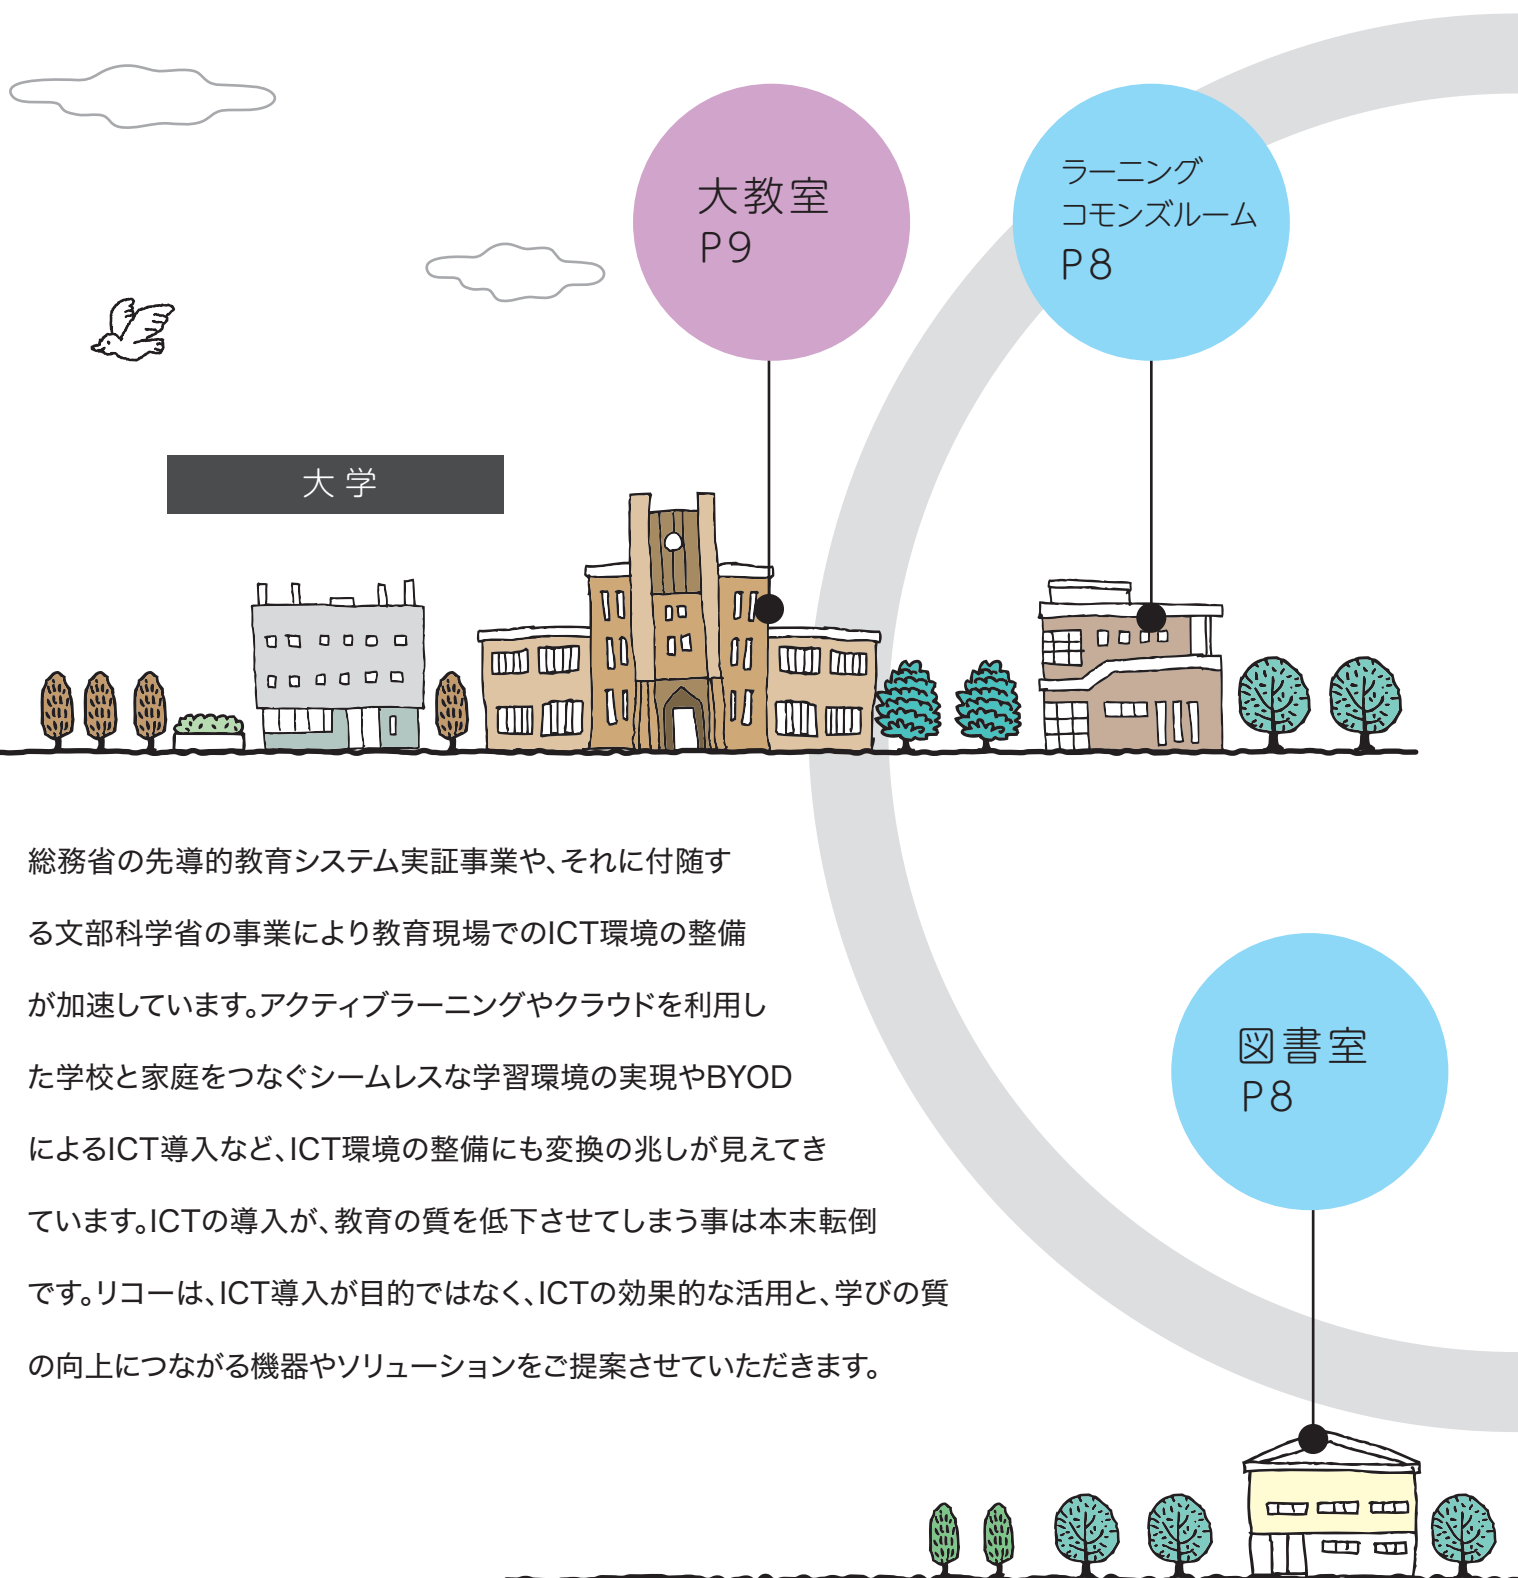 大教室
P9
ラーニング
コモンズルーム
P8
大学
総務省の先導的教育システム実証事業や、それに付随す
る文部科学省の事業により教育現場でのICT環境の整備
が加速しています。アクティブラーニングやクラウドを利用し
た学校と家庭をつなぐシームレスな学習環境の実現やBYOD
によるICT導入など、ICT環境の整備にも変換の兆しが見えてき
ています。ICTの導入が、教育の質を低下させてしまう事は本末転倒
です。リコーは、ICT導入が目的ではなく、ICTの効果的な活用と、学びの質
の向上につながる機器やソリューションをご提案させていただきます。
図書室
P8